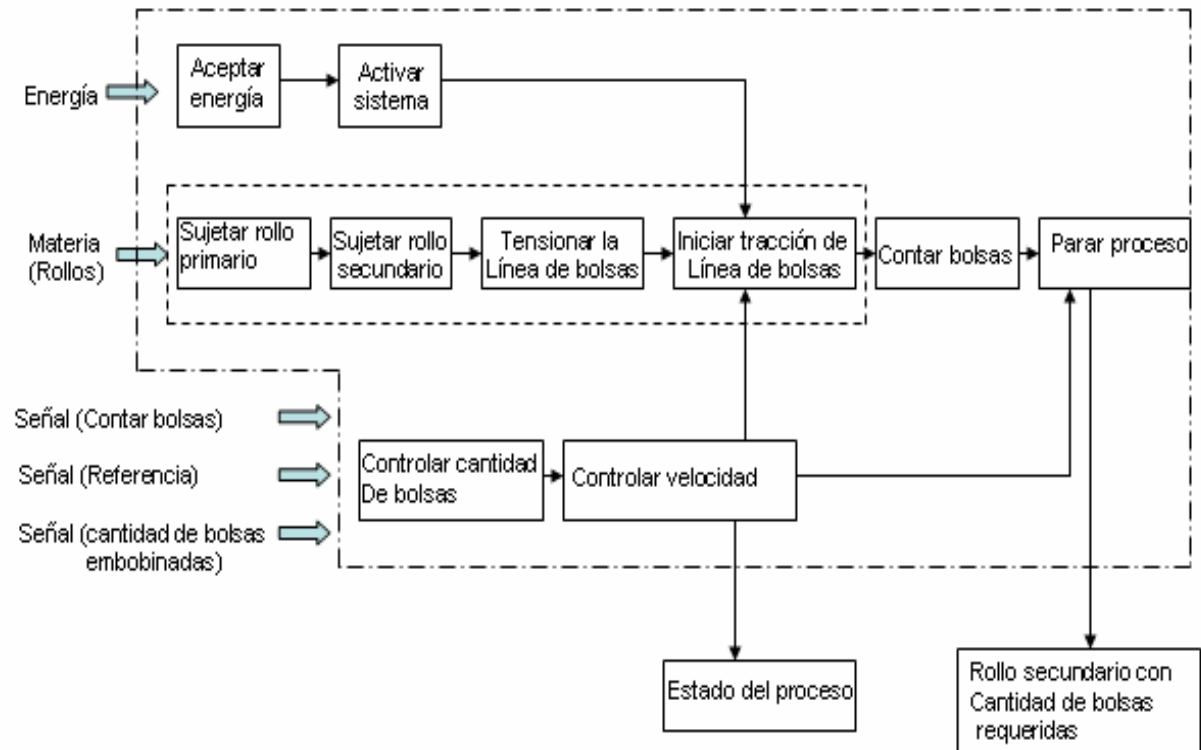 Energía
Aceptar
energía
Activar
sistema
Materia
(Rollos)
Sujetar rollo
primario
Sujetar rollo
secundario
Tensionar la
Línea de bolsas
Iniciar tracción de
Línea de bolsas
Contar bolsas
Parar proceso
Señal (Contar bolsas)
Señal (Referencia)
Señal (cantidad de bolsas
embobinadas)
Controlar cantidad
De bolsas
Controlar velocidad
Estado del proceso
Rollo secundario con
Cantidad de bolsas
requeridas